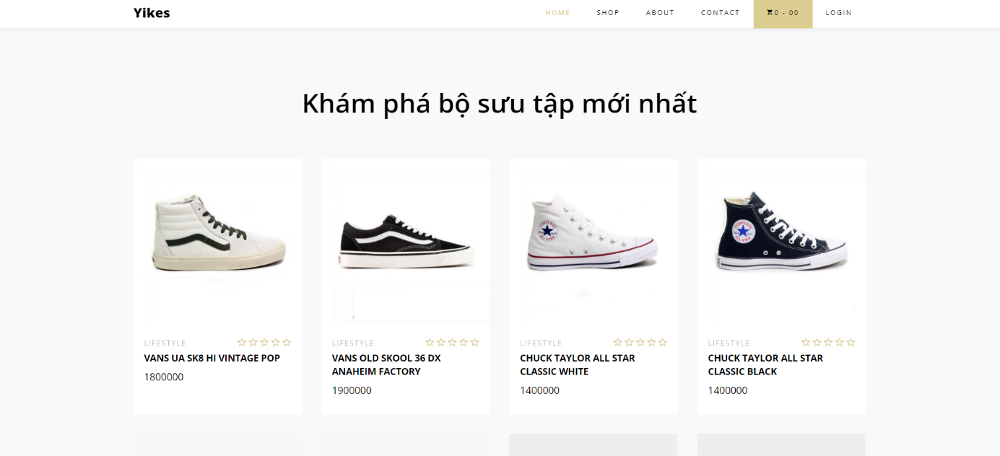 Yikes
HOME SHOP ABOUT CONTACT 0 - 00 LOGIN
Khám phá bộ sưu tập mới nhất
LIFESTYLE
VANS UA SK8 HI VINTAGE POP
1800000
LIFESTYLE
VANS OLD SKOOL 36 DX
ANAHEIM FACTORY
1900000
LIFESTYLE
CHUCK TAYLOR ALL STAR
CLASSIC WHITE
1400000
LIFESTYLE
CHUCK TAYLOR ALL STAR
CLASSIC BLACK
1400000